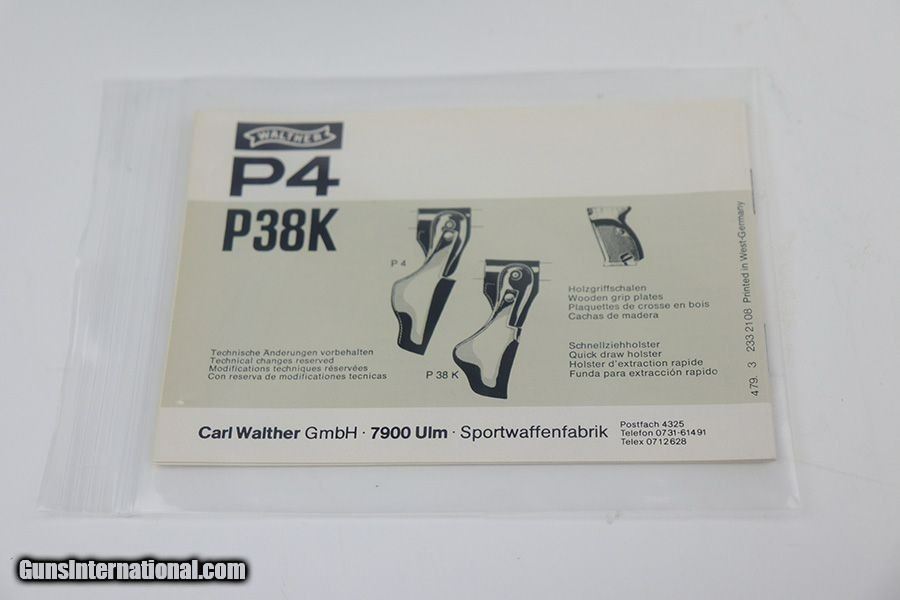 WALTHER
P4
P38K
P 4
P 38 K
Holzgriffschalen
Wooden grip plates
Plaquettes de crosse en bois
Cachas de madera
Schnellziehholster
Quick draw holster
Holster d'extraction rapide
Funda para extracción rapido
Technische Änderungen vorbehalten
Technical changes reserved
Modifications techniques réservées
Con reserva de modificationes tecnicas
479. 3 233 2108 Printed in West-Germany
Carl Walther GmbH · 7900 Ulm · Sportwaffenfabrik
Postfach 4325
Telefon 0731-61491
Telex 0712628
GunsInternational.com